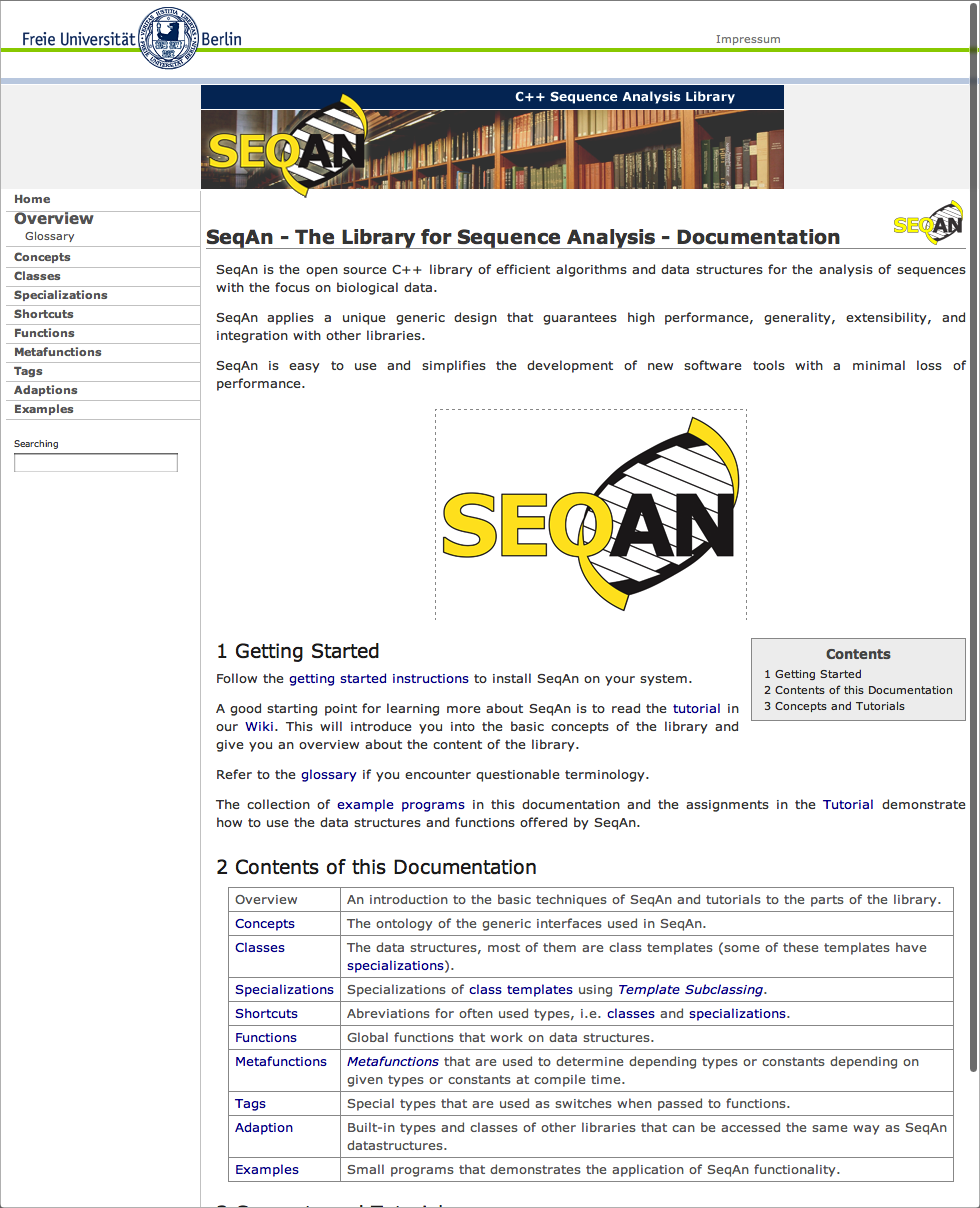 Freie Universität Berlin
Impressum
C++ Sequence Analysis Library
SEQAN
Home
Overview
Glossary
Concepts
Classes
Specializations
Shortcuts
Functions
Metafunctions
Tags
Adaptions
Examples
Searching
SEQAN
SeqAn - The Library for Sequence Analysis - Documentation
SeqAn is the open source C++ library of efficient algorithms and data structures for the analysis of sequences
with the focus on biological data.
SeqAn applies a unique generic design that guarantees high performance, generality, extensibility, and
integration with other libraries.
SeqAn is easy to use and simplifies the development of new software tools with a minimal loss of
performance.
SEQAN
1 Getting Started
Follow the getting started instructions to install SeqAn on your system.
A good starting point for learning more about SeqAn is to read the tutorial in
our Wiki. This will introduce you into the basic concepts of the library and
give you an overview about the content of the library.
Refer to the glossary if you encounter questionable terminology.
The collection of example programs in this documentation and the assignments in the Tutorial demonstrate
how to use the data structures and functions offered by SeqAn.
Contents
1 Getting Started
2 Contents of this Documentation
3 Concepts and Tutorials
2 Contents of this Documentation
Overview An introduction to the basic techniques of SeqAn and tutorials to the parts of the library.
Concepts The ontology of the generic interfaces used in SeqAn.
Classes The data structures, most of them are class templates (some of these templates have
specializations).
Specializations Specializations of class templates using Template Subclassing.
Shortcuts Abreviations for often used types, i.e. classes and specializations.
Functions Global functions that work on data structures.
Metafunctions Metafunctions that are used to determine depending types or constants depending on
given types or constants at compile time.
Tags Special types that are used as switches when passed to functions.
Adaption Built-in types and classes of other libraries that can be accessed the same way as SeqAn
datastructures.
Examples Small programs that demonstrates the application of SeqAn functionality.